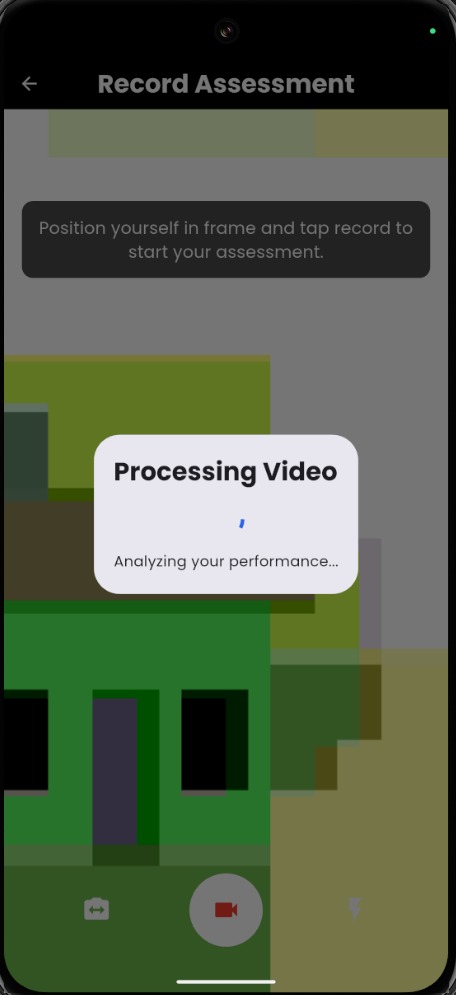 Record Assessment
Position yourself in frame and tap record to
start your assessment.
Processing Video
Analyzing your performance...